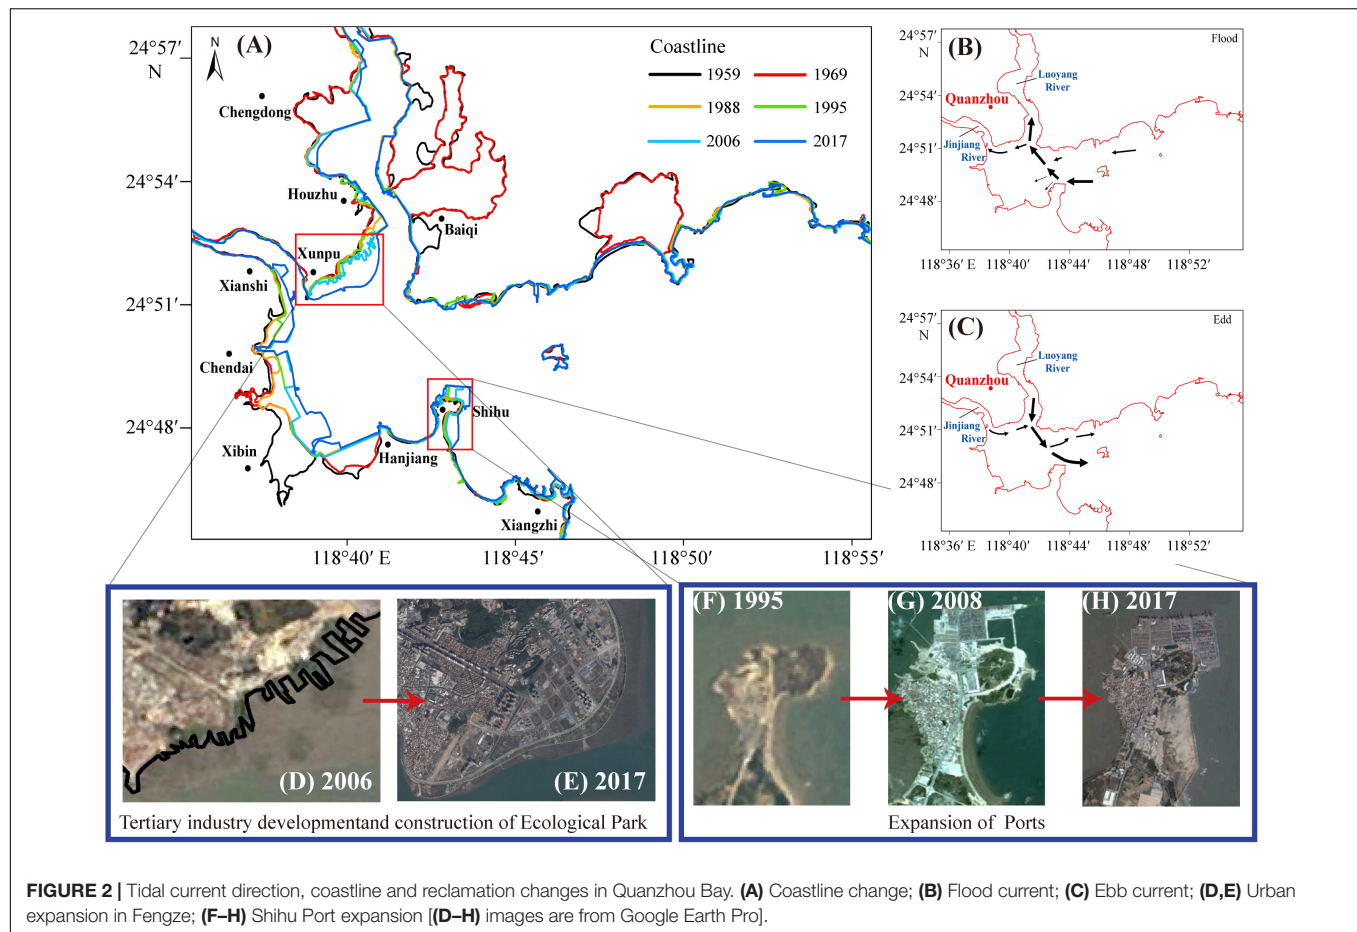 (A)
N
Coastline
1959
1969
1988
1995
2006
2017
24°57′
N
24°54′
24°51′
24°48′
Chengdong
Houzhu
Baiqi
Xunpu
Xianshi
Chendai
Shihu
Xibin
Hanjiang
Xiangzhi
118°40′ E
118°45′
118°50′
118°55′
(B)
Flood
24°57′
N
24°54′
24°51′
24°48′
Luoyang
River
Quanzhou
Jinjiang
River
118°36′ E
118°40′
118°44′
118°48′
118°52′
(C)
Edd
24°57′
N
24°54′
24°51′
24°48′
Luoyang
River
Quanzhou
Jinjiang
River
118°36′ E
118°40′
118°44′
118°48′
118°52′
(D) 2006
(E) 2017
Tertiary industry developmentand construction of Ecological Park
(F) 1995
(G) 2008
(H) 2017
Expansion of Ports
FIGURE 2 | Tidal current direction, coastline and reclamation changes in Quanzhou Bay. (A) Coastline change; (B) Flood current; (C) Ebb current; (D,E) Urban
expansion in Fengze; (F–H) Shihu Port expansion [(D–H) images are from Google Earth Pro].